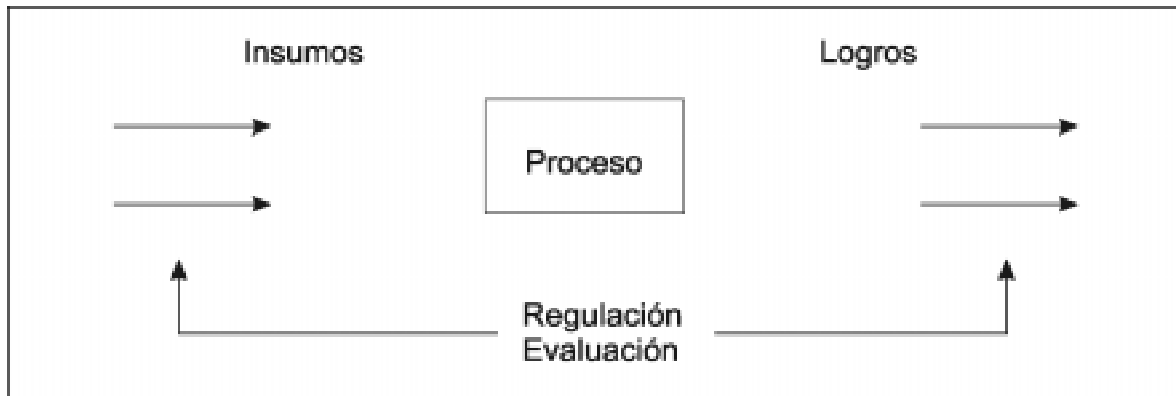 Insumos
Logros
Proceso
Regulación
Evaluación